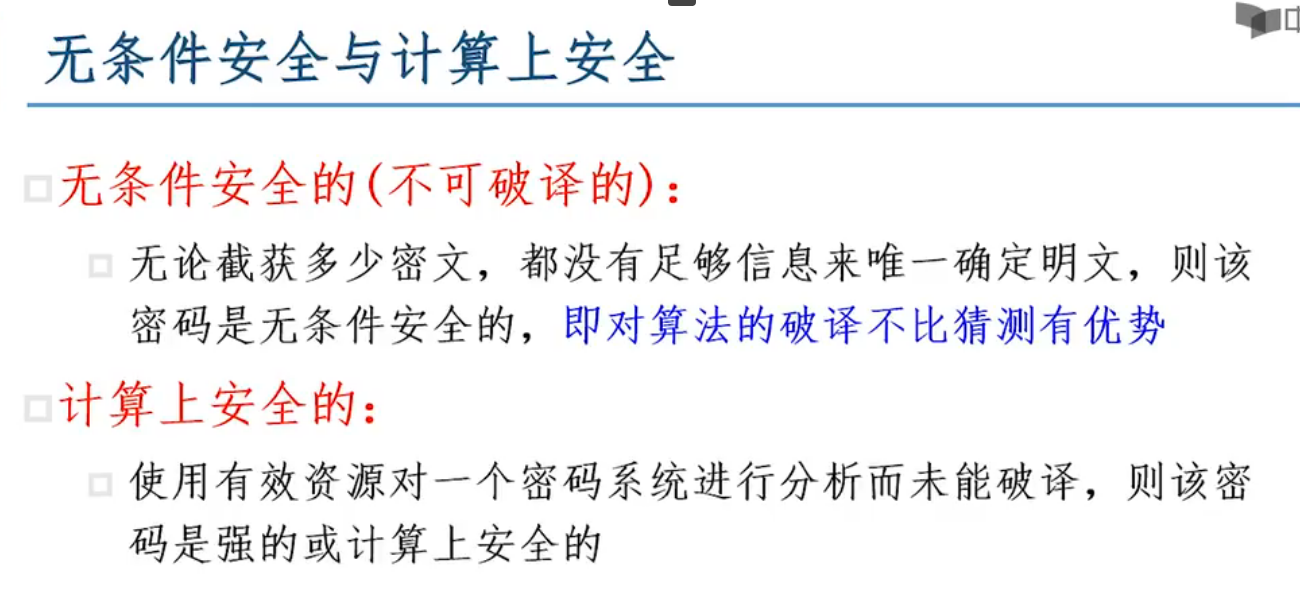 无条件安全与计算上安全
无条件安全的(不可破译的)：
无论截获多少密文，都没有足够信息来唯一确定明文，则该
密码是无条件安全的，即对算法的破译不比猜测有优势
计算上安全的：
使用有效资源对一个密码系统进行分析而未能破译，则该密
码是强的或计算上安全的